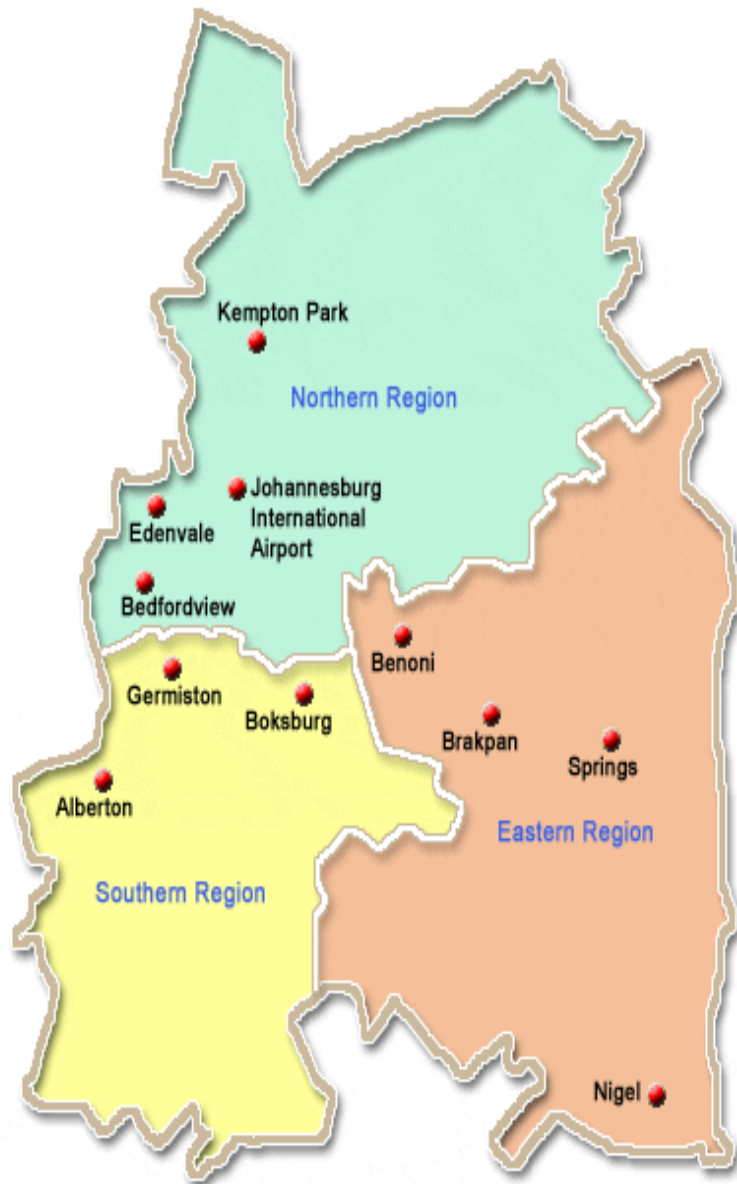 Kempton Park
Northern Region
Johannesburg
International
Airport
Edenvale
Bedfordview
Germiston
Boksburg
Alberton
Southern Region
Benoni
Brakpan
Springs
Eastern Region
Nigel